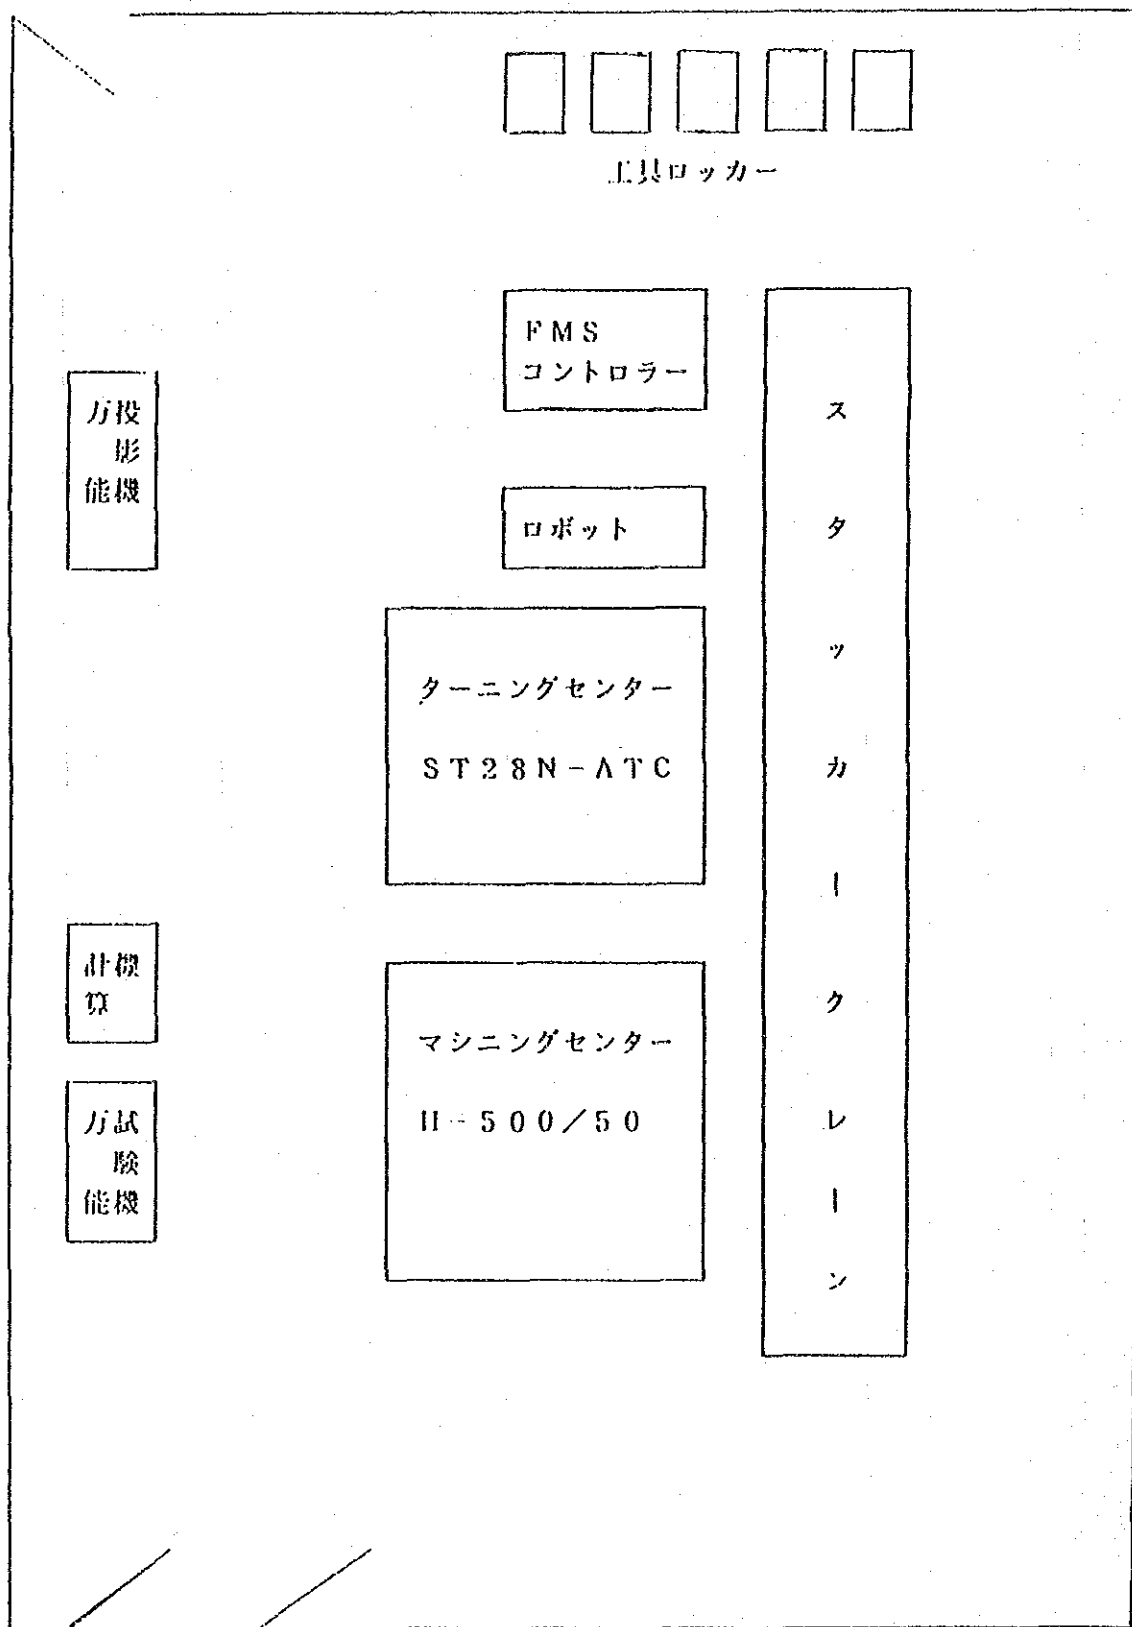 工具ロッカー
FMS
コントロラー
万投
影
能機
ロボット
ターニングセンター
ST28N-ATC
スタッカークレーン
計機
算
マシニングセンター
H-500/50
万試
験
能機